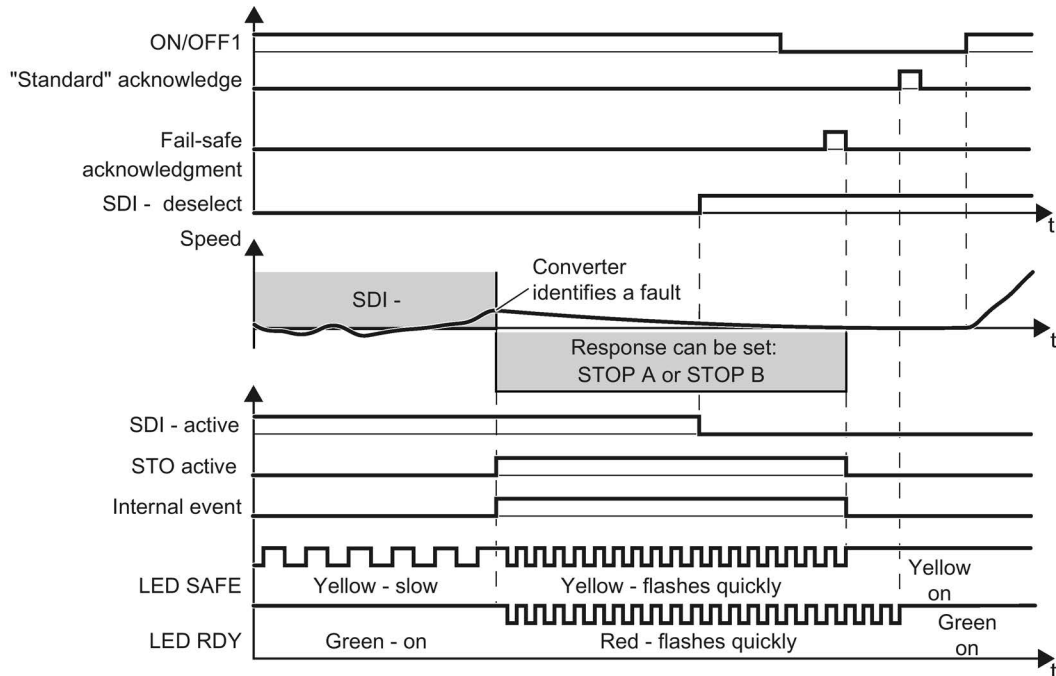 ON/OFF1
"Standard" acknowledge
Fail-safe
acknowledgment
SDI - deselect
t
Speed
Converter
identifies a fault
SDI -
t
Response can be set:
STOP A or STOP B
SDI - active
STO active
Internal event
LED SAFE
Yellow - slow
Yellow - flashes quickly
Yellow
on
LED RDY
Green - on
Red - flashes quickly
Green
on
t